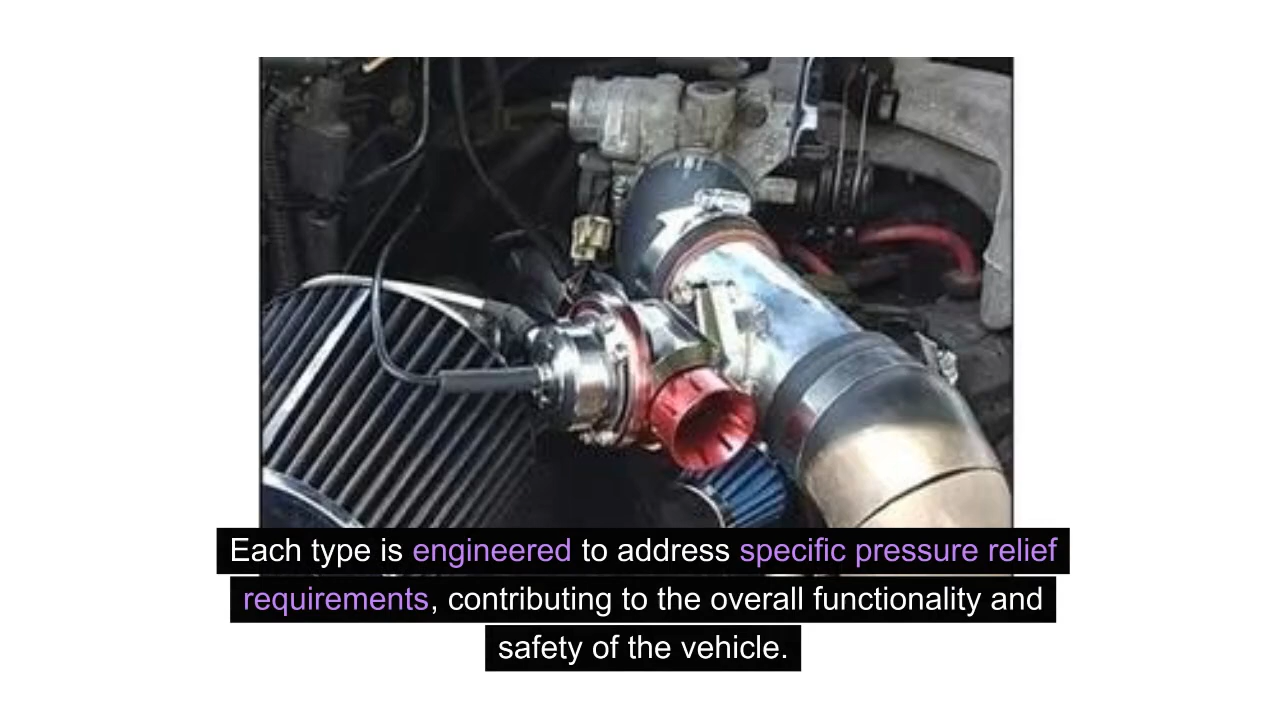 Each type is engineered to address specific pressure relief
requirements, contributing to the overall functionality and
safety of the vehicle.